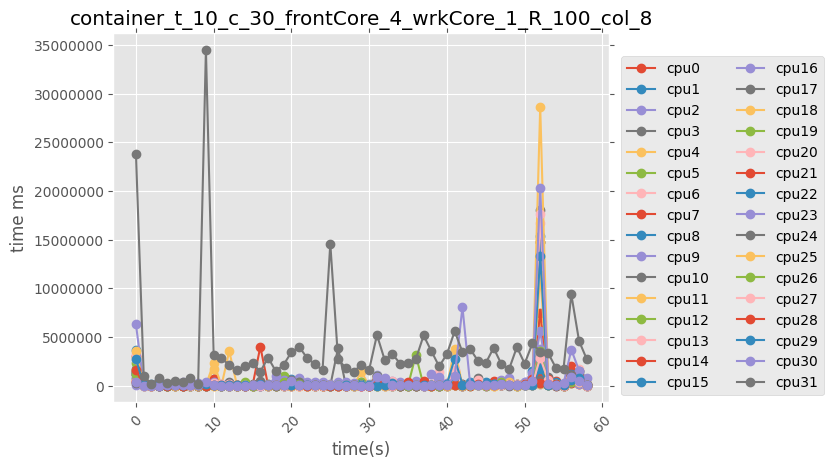 container_t_10_c_30_frontCore_4_wrkCore_1_R_100_col_8
35000000
30000000
25000000
20000000
15000000
10000000
5000000
0
time ms
0
10
20
30
40
50
60
time(s)
cpu0
cpu1
cpu2
cpu3
cpu4
cpu5
cpu6
cpu7
cpu8
cpu9
cpu10
cpu11
cpu12
cpu13
cpu14
cpu15
cpu16
cpu17
cpu18
cpu19
cpu20
cpu21
cpu22
cpu23
cpu24
cpu25
cpu26
cpu27
cpu28
cpu29
cpu30
cpu31